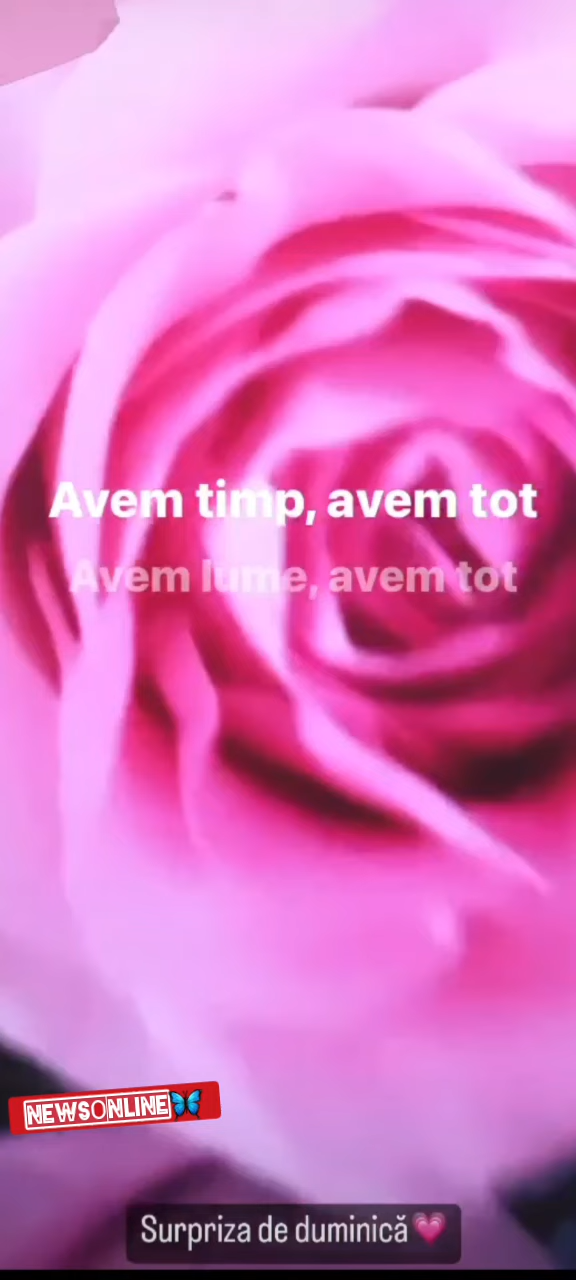 Avem timp, avem tot
Avem lume, avem tot
NEWSONLINE🦋
Surpriza de duminică💗